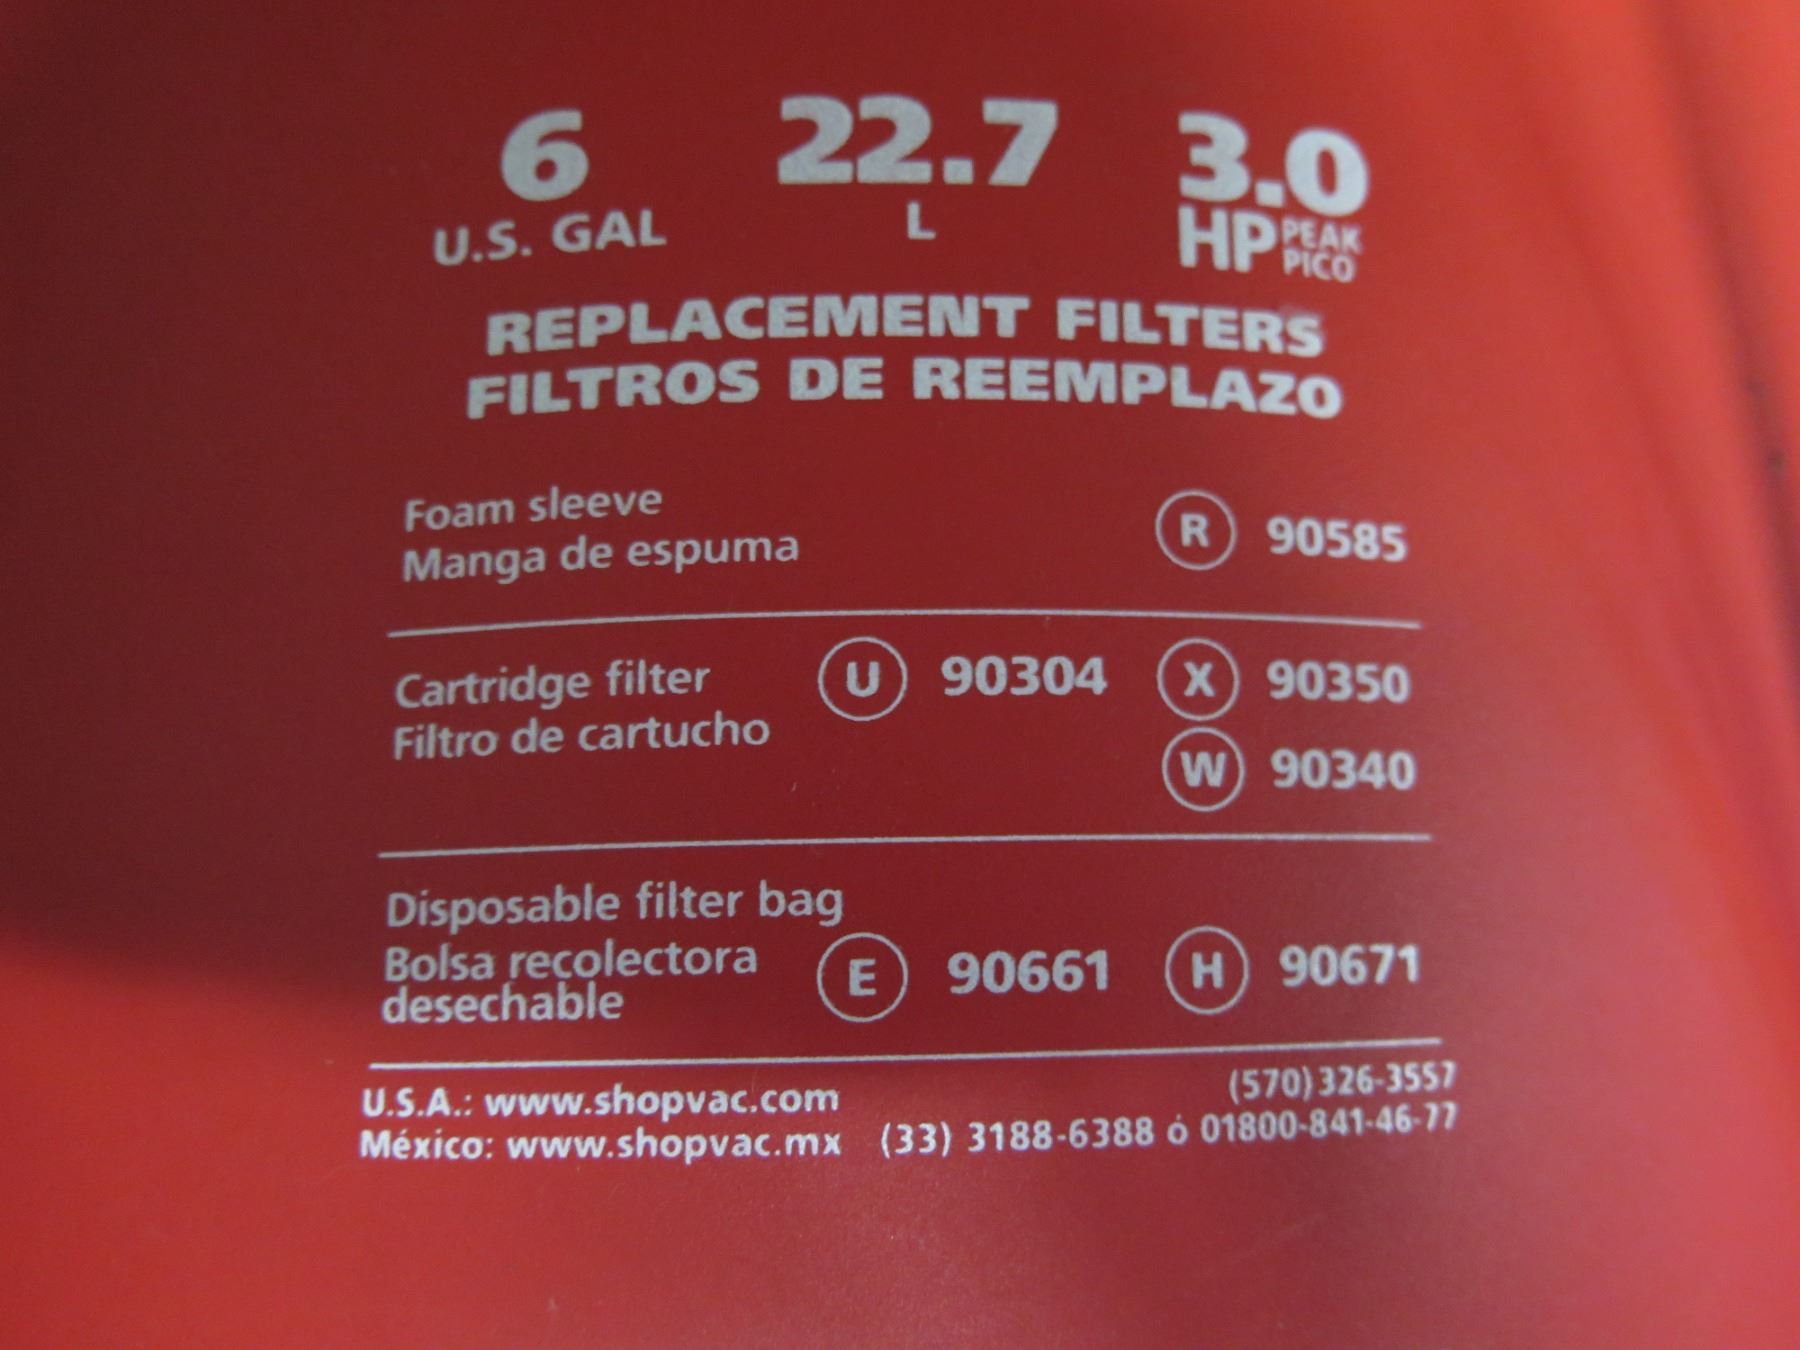 6 22.7 3.0
U.S. GAL L HP PEAK PICO
REPLACEMENT FILTERS
FILTROS DE REEMPLAZO
Foam sleeve
Manga de espuma R 90585
Cartridge filter U 90304 X 90350
Filtro de cartucho W 90340
Disposable filter bag
Bolsa recolectora E 90661 H 90671
desechable
U.S.A.: www.shopvac.com (570) 326-3557
México: www.shopvac.mx (33) 3188-6388 ó 01800-841-46-77